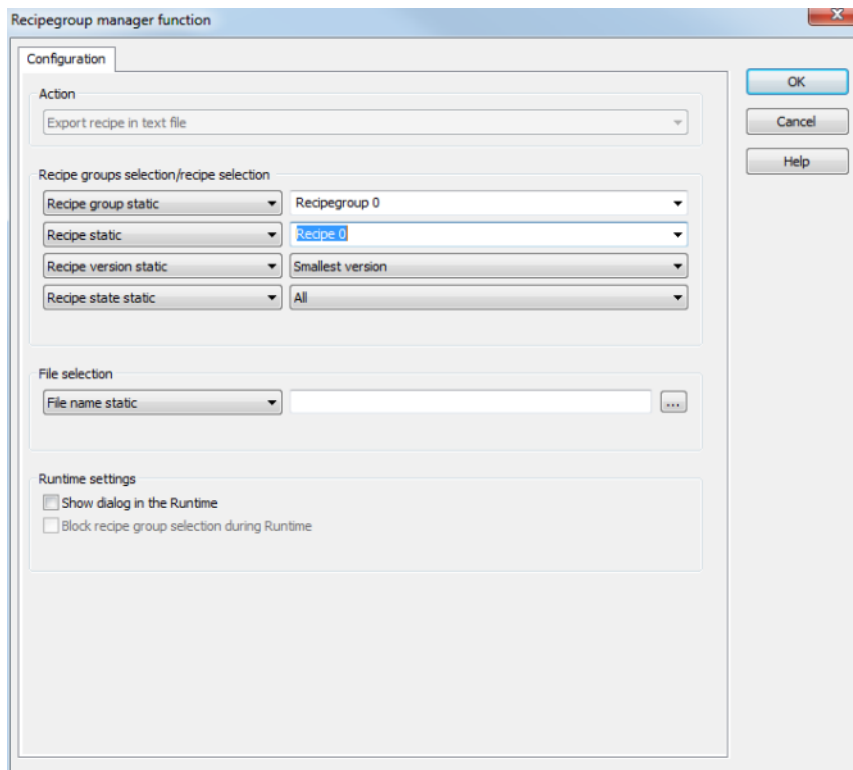 Recipegroup manager function
Configuration
OK
Action
Export recipe in text file
Cancel
Help
Recipe groups selection/recipe selection
Recipe group static Recipegroup 0
Recipe static Recipe 0
Recipe version static Smallest version
Recipe state static All
File selection
File name static ...
Runtime settings
Show dialog in the Runtime
Block recipe group selection during Runtime